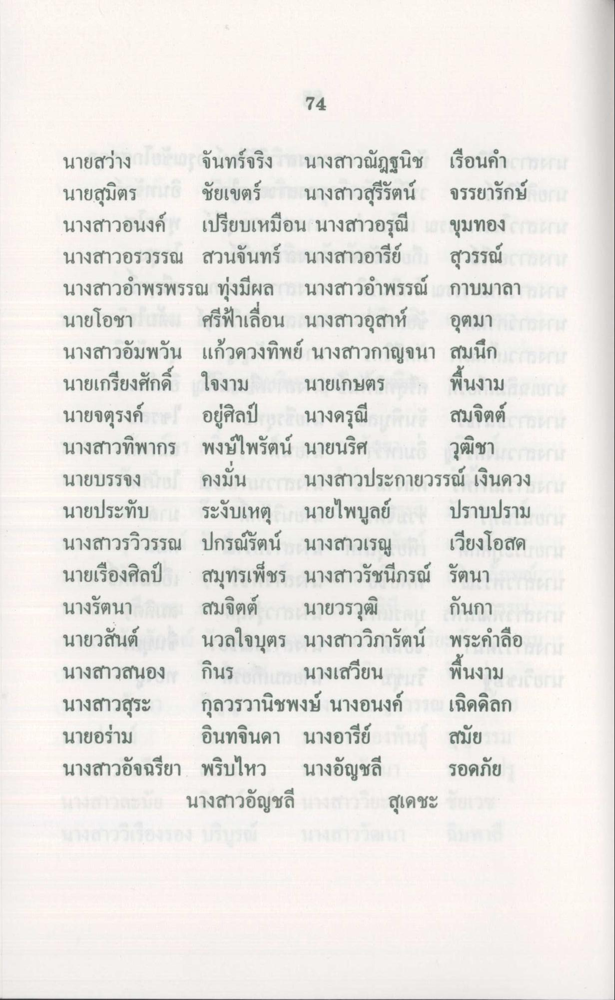 74
นายสว่าง จันทร์จริง นางสาวณัฎฐนิช เรือนคำ
นายสุมิตร ชัยเขตร์ นางสาวสุรีรัตน์ จรรยารักษ์
นางสาวอนงค์ เปรียบเหมือน นางสาวอรุณี ขุมทอง
นางสาวอรวรรณ สวนจันทร์ นางสาวอารีย์ สุวรรณ์
นางสาวอำพรพรรณ ทุ่งมีผล นางสาวอำพรรณ์ กาบมาลา
นายโอชา ศรีฟ้าเลื่อน นางสาวอุสาห์ อุตมา
นางสาวอัมพวัน แก้วดวงทิพย์ นางสาวกาญจนา สมนึก
นายเกรียงศักดิ์ ใจงาม นายเกษตร พื้นงาม
นายจตุรงค์ อยู่ศิลป์ นางดรุณี สมจิตต์
นางสาวทิพากร พงษ์ไพรัตน์ นายนริศ วุฒิชา
นายบรรจง คงมั่น นางสาวประกายวรรณ์ เงินดวง
นายประทับ ระงับเหตุ นายไพบูลย์ ปราบปราม
นางสาวรวิวรรณ ปกรณ์รัตน์ นางสาวเรณู เวียงโอสด
นายเรืองศิลป์ สมุทรเพ็ชร นางสาวรัชนีภรณ์ รัตนา
นางรัตนา สมจิตต์ นายวรวุฒิ กันกา
นายวสันต์ นวลใจบุตร นางสาววิภารัตน์ พระคำลือ
นางสาวสนอง กินร นางเสวียน พื้นงาม
นางสาวสุระ กุลวรวานิชพงษ์ นางอนงค์ เฉิดดิลก
นายอร่าม อินทจินดา นางอารีย์ สมัย
นางสาวอัจฉรียา พริบไหว นางอัญชลี รอดภัย
นางสาวอัญชลี สุเดชะ